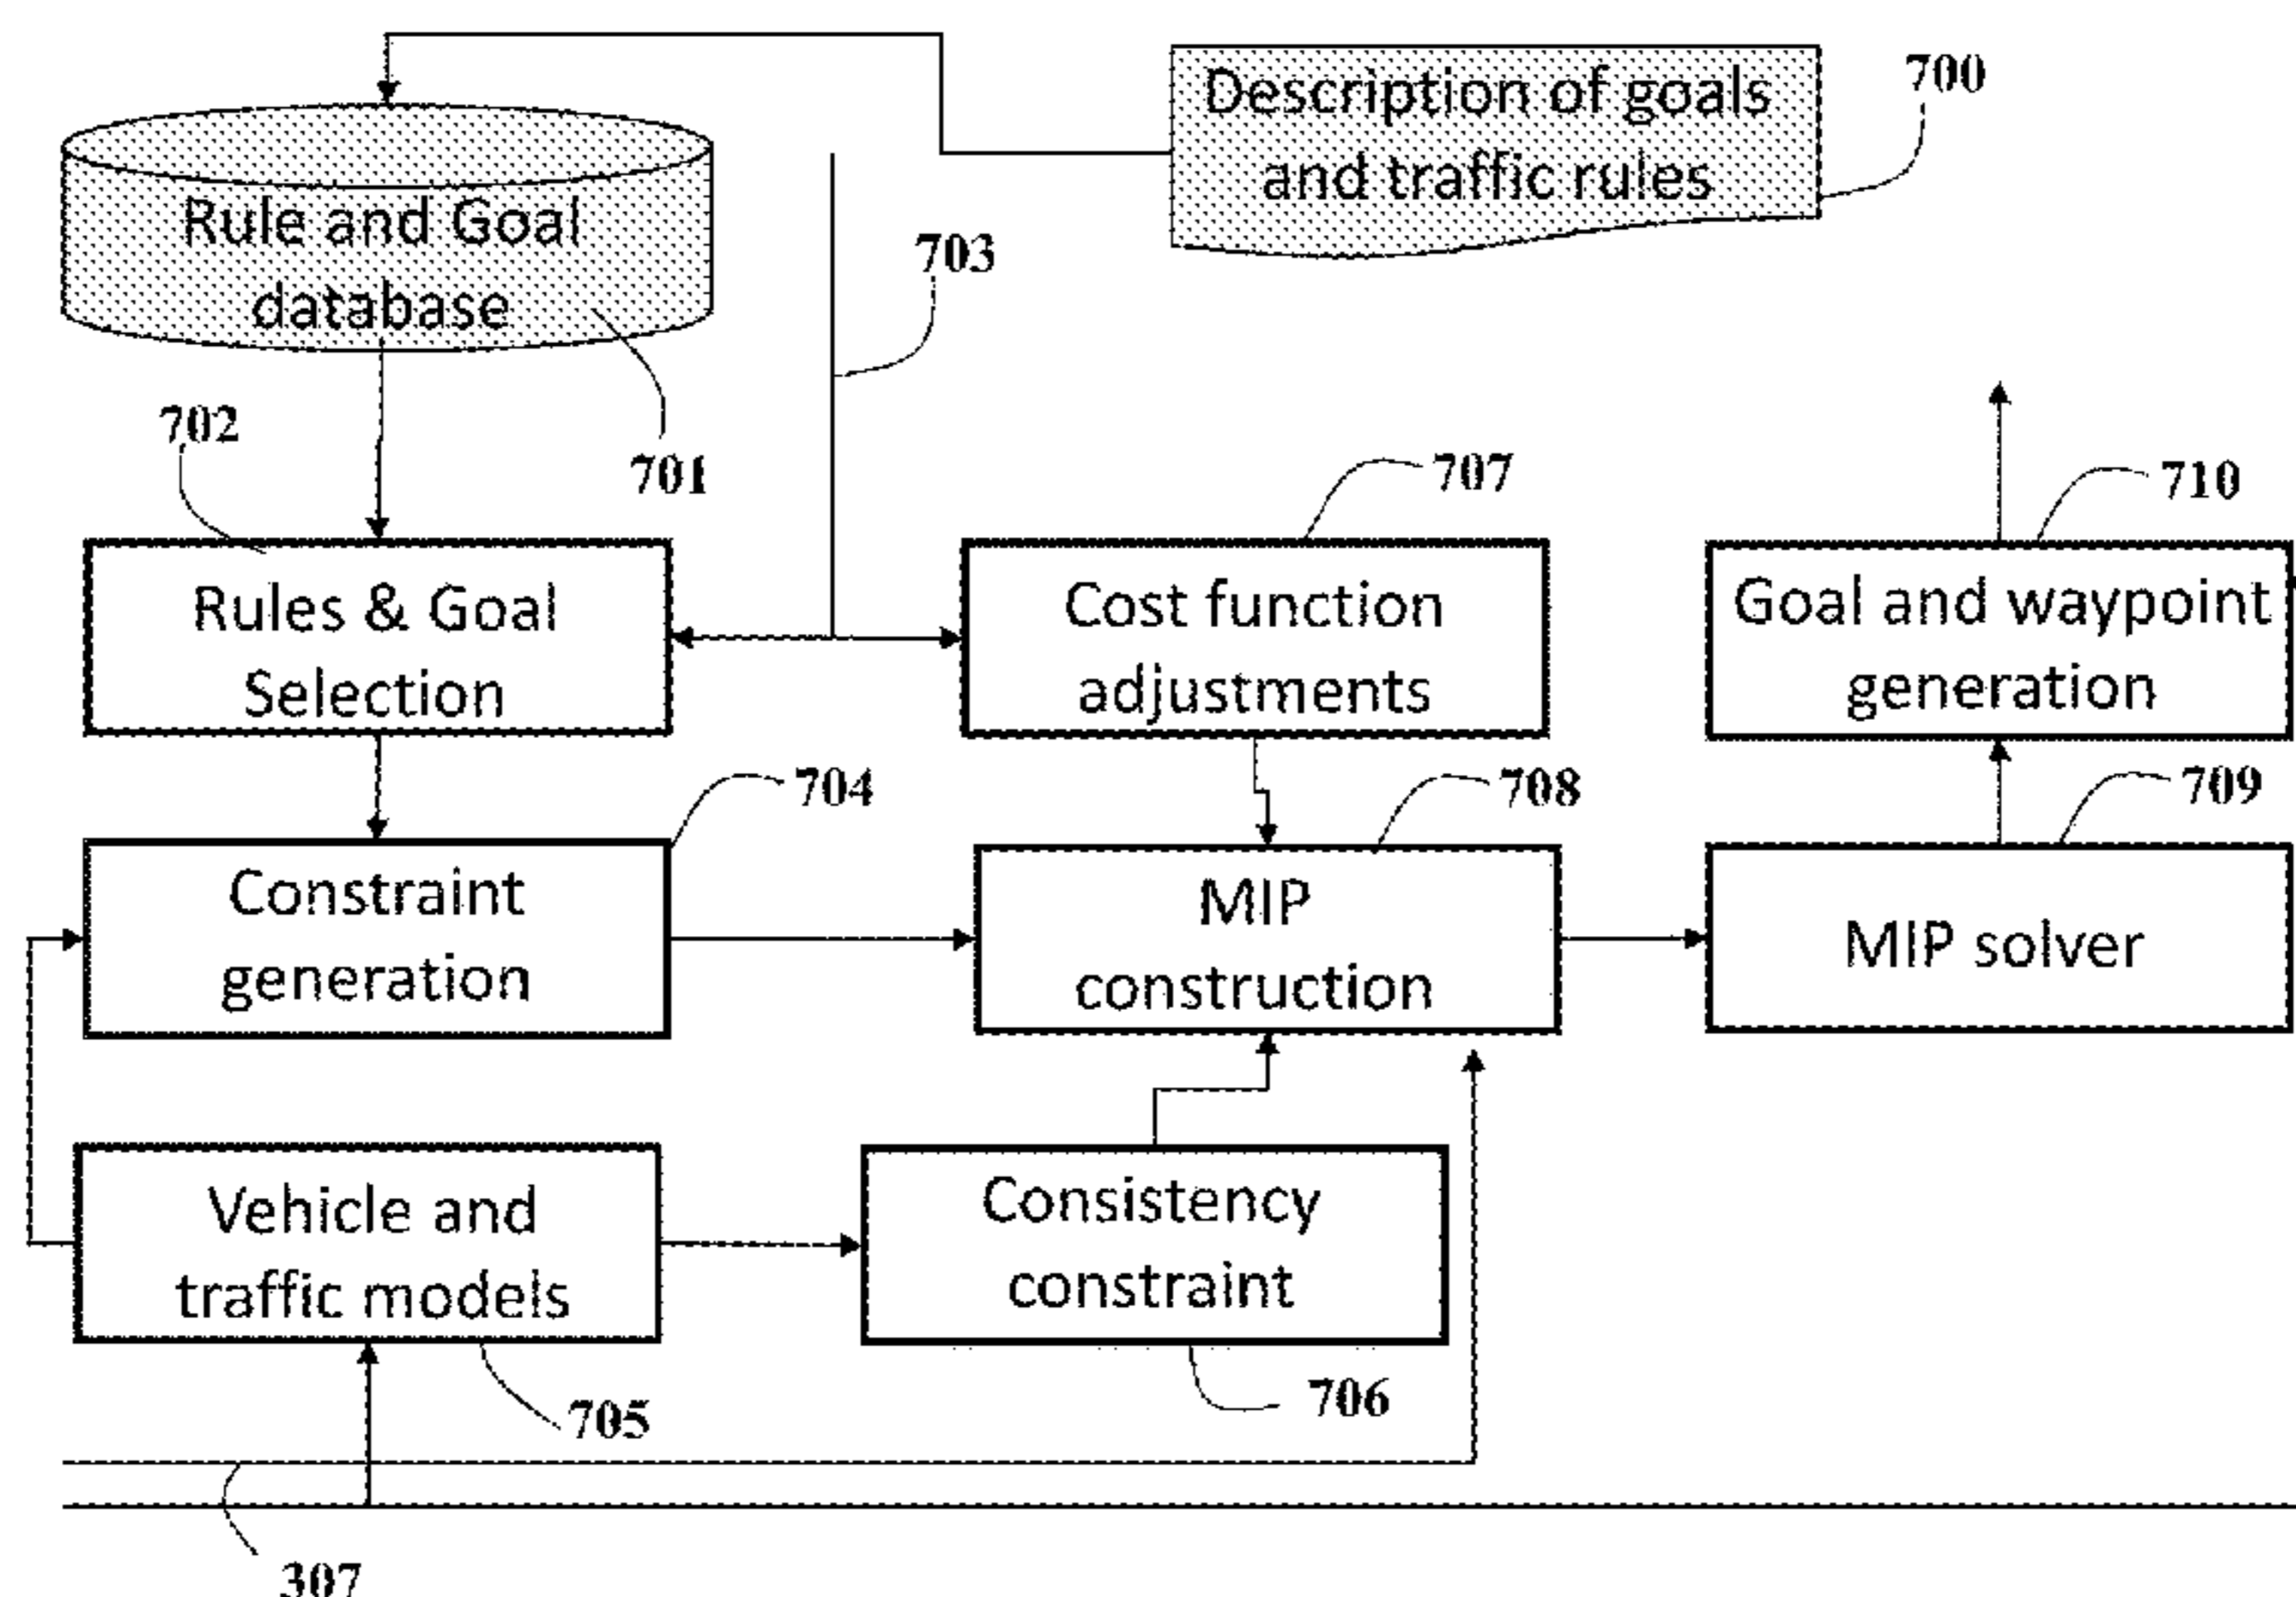 Description of goals
and traffic rules
700
Rule and Goal
database
703
702
701
707
710
Rules & Goal
Selection
Cost function
adjustments
Goal and waypoint
generation
704
708
709
Constraint
generation
MIP
construction
MIP solver
Vehicle and
traffic models
Consistency
constraint
705
706
307